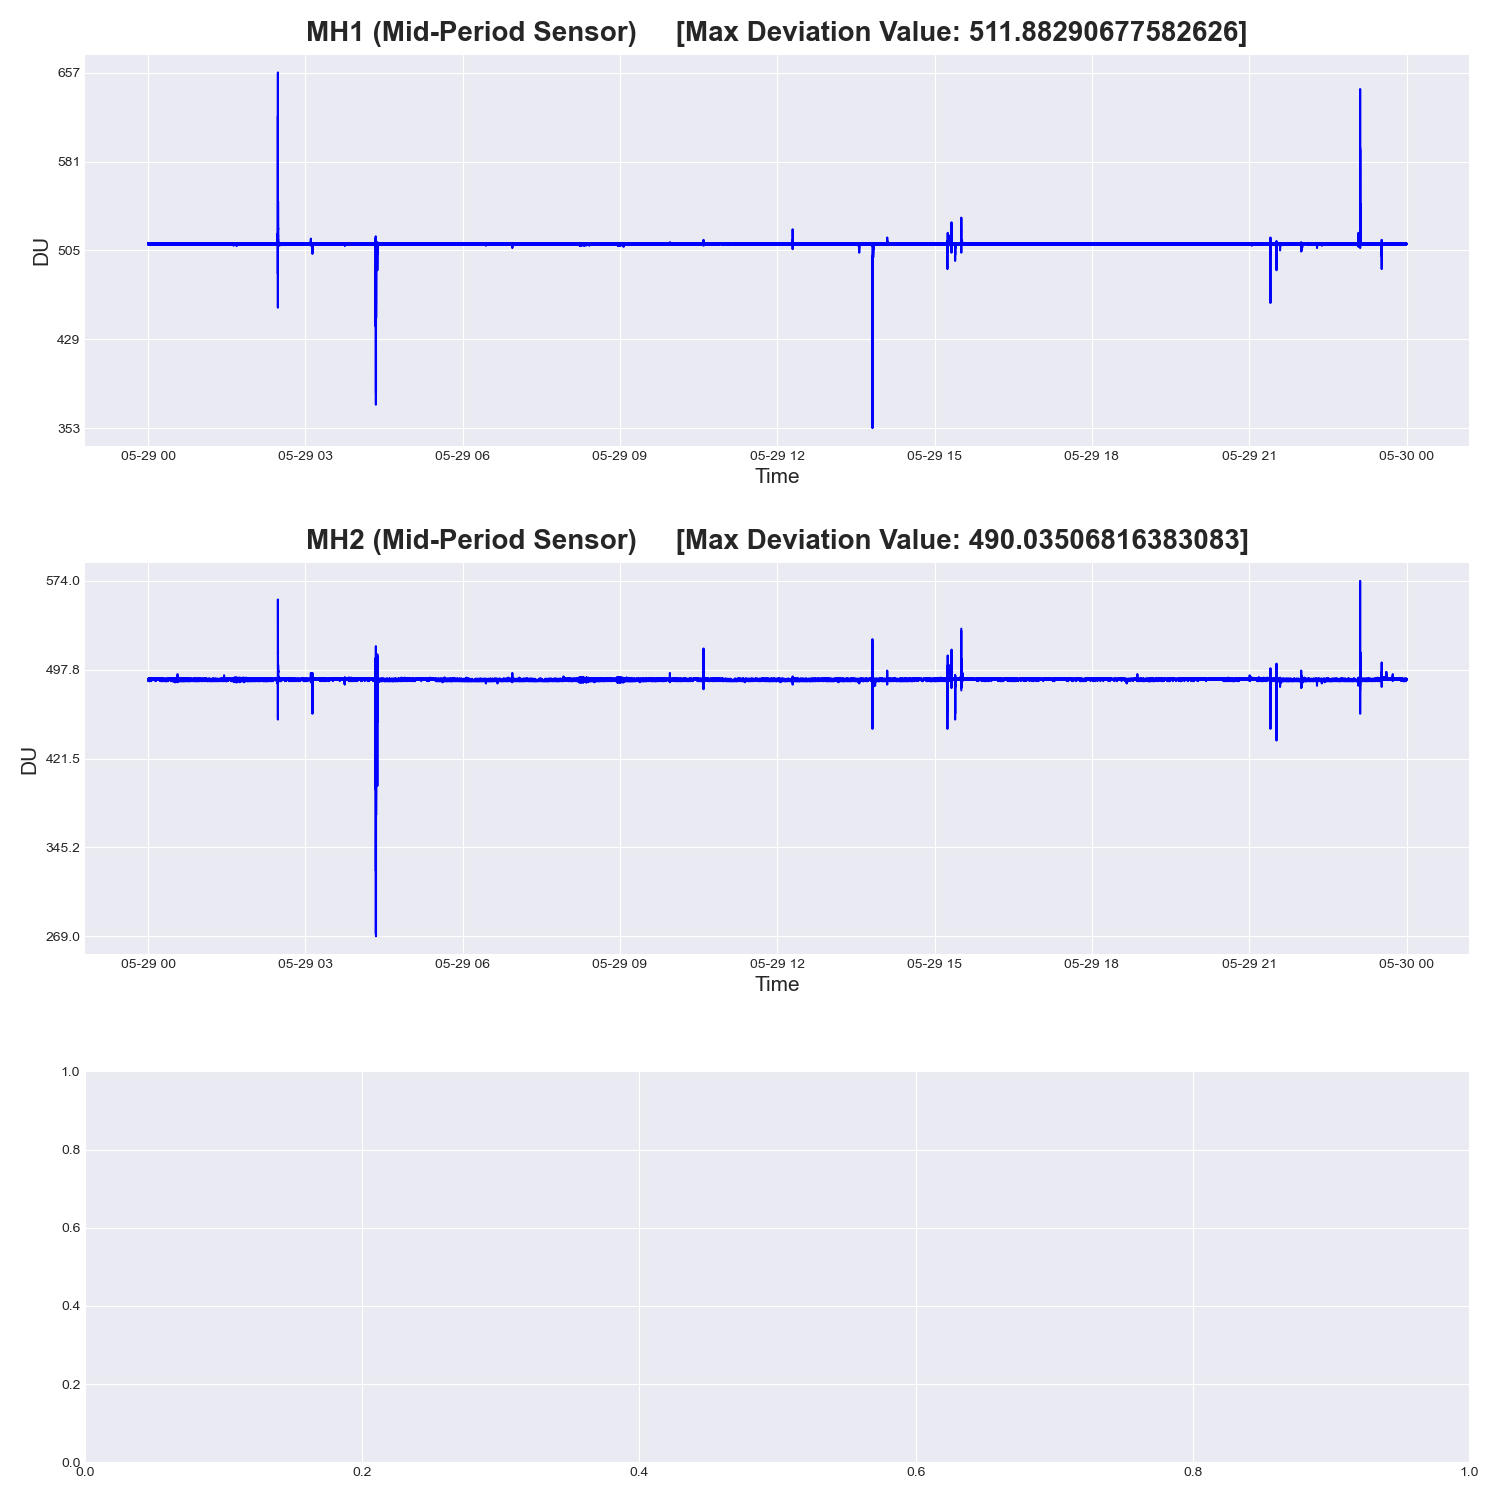 MH1 (Mid-Period Sensor) [Max Deviation Value: 511.88290677582626]
657
581
505
429
353
DU
05-29 00 05-29 03 05-29 06 05-29 09 05-29 12 05-29 15 05-29 18 05-29 21 05-30 00
Time
MH2 (Mid-Period Sensor) [Max Deviation Value: 490.03506816383083]
574.0
497.8
421.5
345.2
269.0
DU
05-29 00 05-29 03 05-29 06 05-29 09 05-29 12 05-29 15 05-29 18 05-29 21 05-30 00
Time
1.0
0.8
0.6
0.4
0.2
0.0
0.0 0.2 0.4 0.6 0.8 1.0